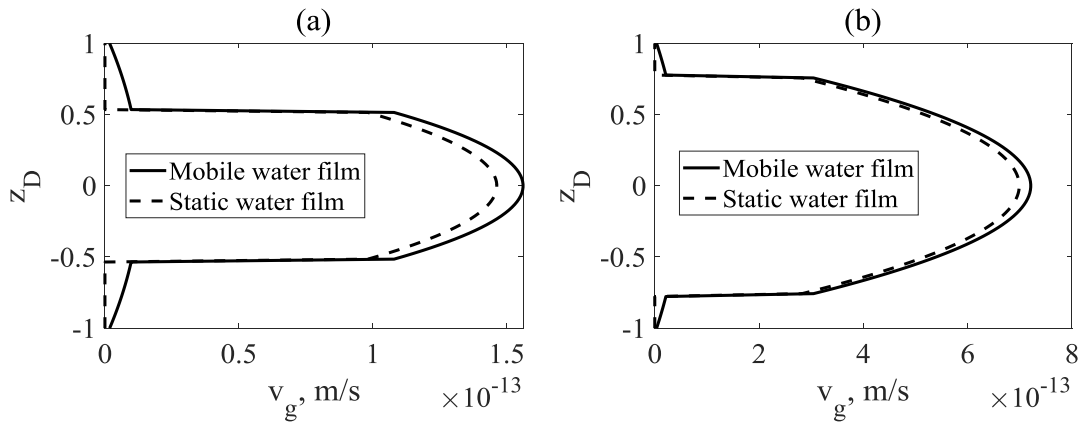 (a)
1
0.5
0
-0.5
-1
z_D
Mobile water film
Static water film
0 0.5 1 1.5
×10^-13
v_g, m/s
(b)
1
0.5
0
-0.5
-1
z_D
Mobile water film
Static water film
0 2 4 6 8
×10^-13
v_g, m/s